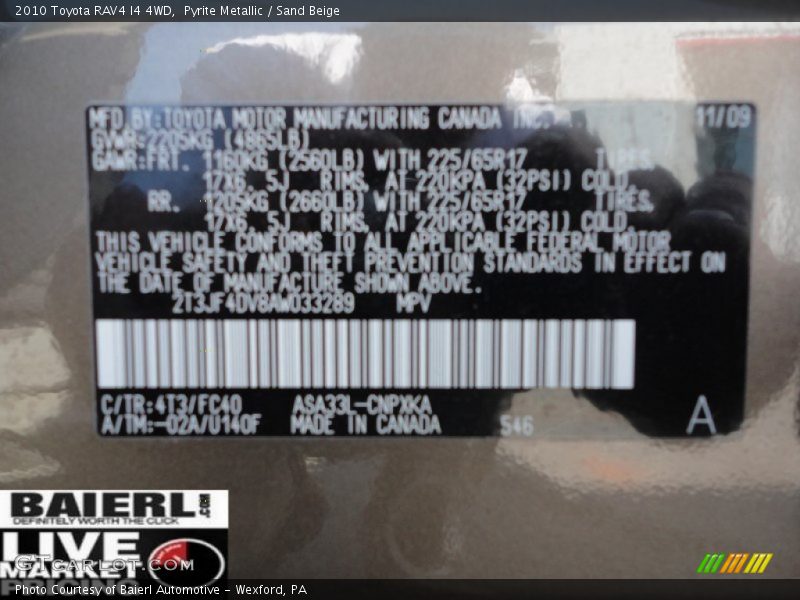 2010 Toyota RAV4 I4 4WD,  Pyrite Metallic / Sand Beige
MFD BY:TOYOTA MOTOR MANUFACTURING CANADA INC. 11/09
GVWR:2205KG (4865LB)
GAWR:FRT. 1160KG (2560LB) WITH 225/65R17 TIRES,
17X6. 5J RIMS, AT 220KPA (32PSI) COLD,
RR. 1205KG (2660LB) WITH 225/65R17 TIRES,
17X6. 5J RIMS, AT 220KPA (32PSI) COLD.
THIS VEHICLE CONFORMS TO ALL APPLICABLE FEDERAL MOTOR
VEHICLE SAFETY AND THEFT PREVENTION STANDARDS IN EFFECT ON
THE DATE OF MANUFACTURE SHOWN ABOVE.
2T3JF4DV8AW033289 MPV
C/TR:4T3/FC40 ASA33L-CNPXKA
A/TM:-02A/U140F MADE IN CANADA 546 A
BAIERL.com
DEFINITELY WORTH THE CLICK
LIVE
MARKET
GTcarlot.com
Photo Courtesy of Baierl Automotive - Wexford, PA